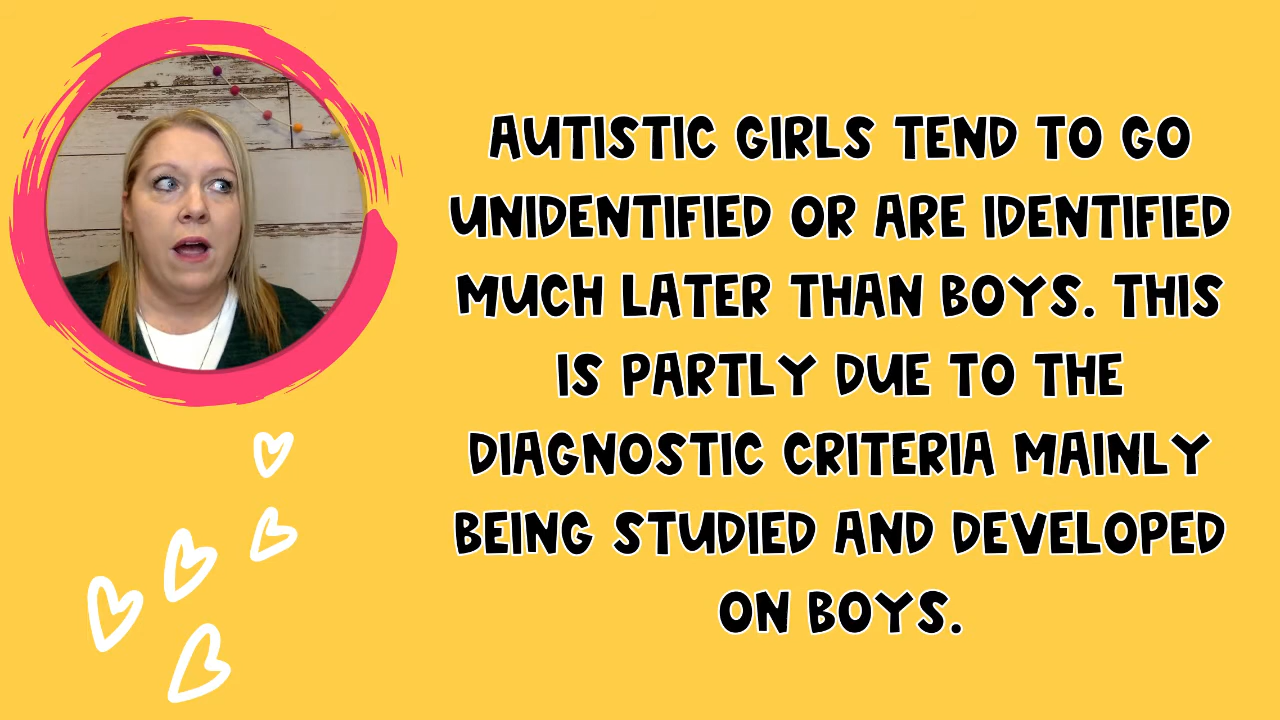 AUTISTIC GIRLS TEND TO GO
UNIDENTIFIED OR ARE IDENTIFIED
MUCH LATER THAN BOYS. THIS
IS PARTLY DUE TO THE
DIAGNOSTIC CRITERIA MAINLY
BEING STUDIED AND DEVELOPED
ON BOYS.